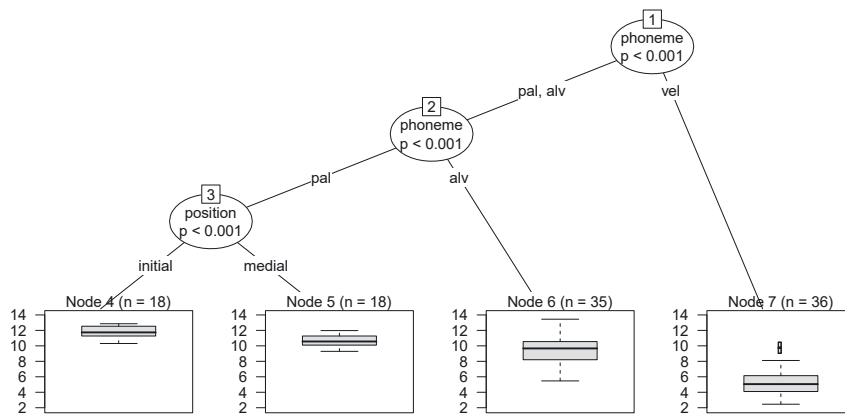 1
phoneme
p < 0.001
pal, alv
vel
2
phoneme
p < 0.001
pal
alv
3
position
p < 0.001
initial
medial
Node 4 (n = 18)
14
12
10
8
6
4
2
Node 5 (n = 18)
14
12
10
8
6
4
2
Node 6 (n = 35)
14
12
10
8
6
4
2
Node 7 (n = 36)
14
12
10
8
6
4
2